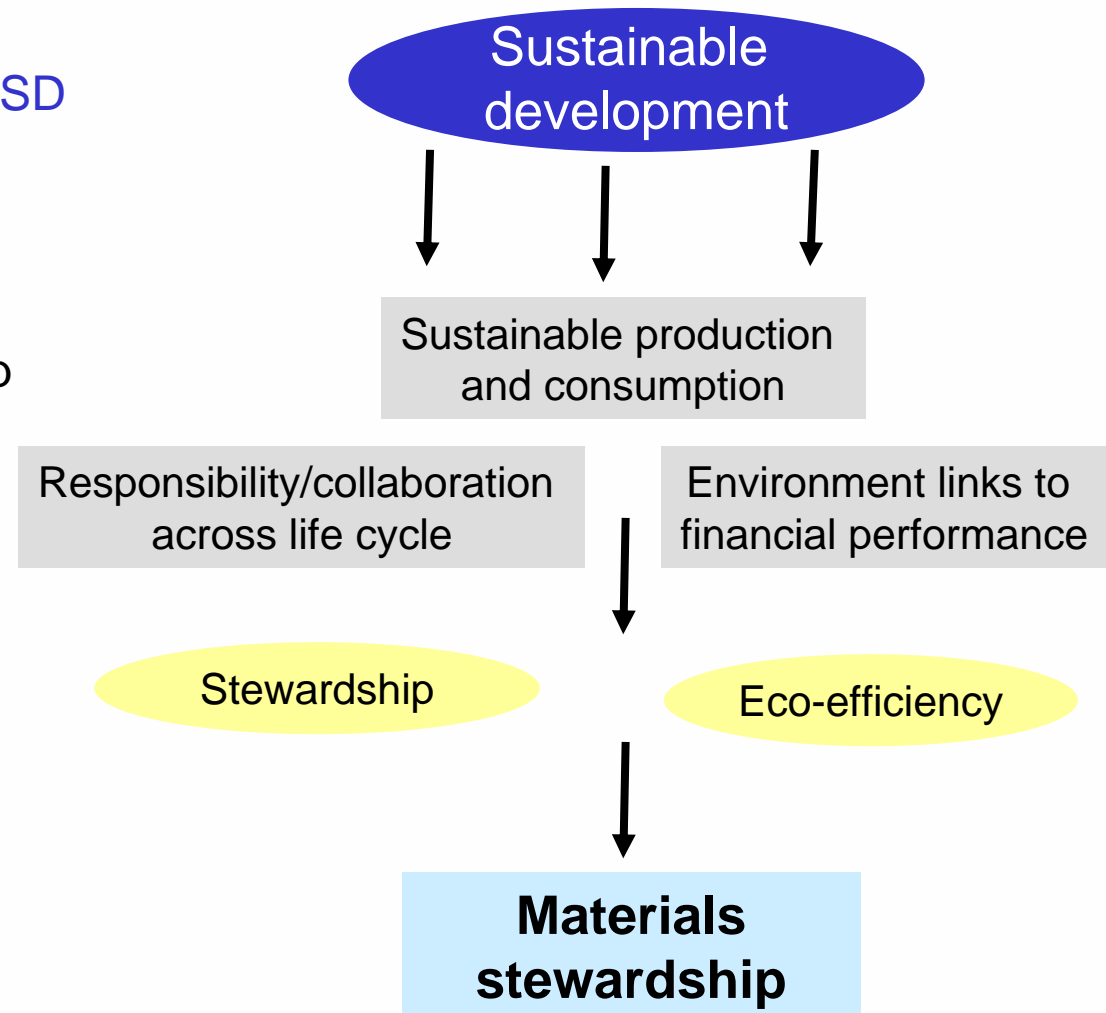 SD
Sustainable
development
Sustainable production
and consumption
Responsibility/collaboration
across life cycle
Environment links to
financial performance
Stewardship
Eco-efficiency
Materials
stewardship